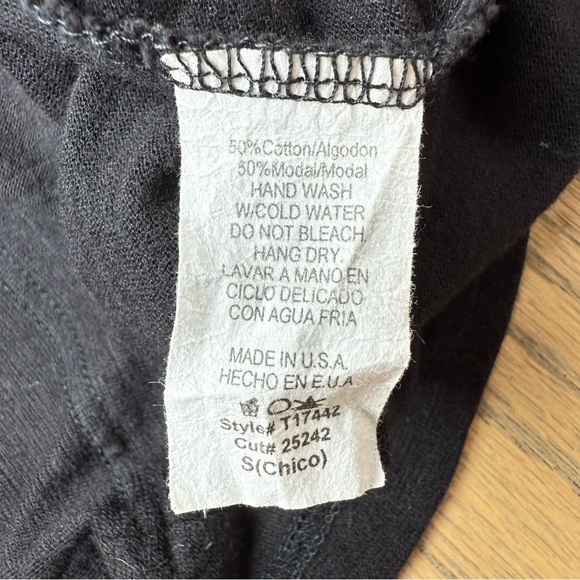 50%Cotton/Algodon
50%Modal/Modal
HAND WASH
W/COLD WATER
DO NOT BLEACH.
HANG DRY.
LAVAR A MANO EN
CICLO DELICADO
CON AGUA FRIA
MADE IN U.S.A.
HECHO EN E.U.A
Style# T17442
Cut# 25242
S(Chico)